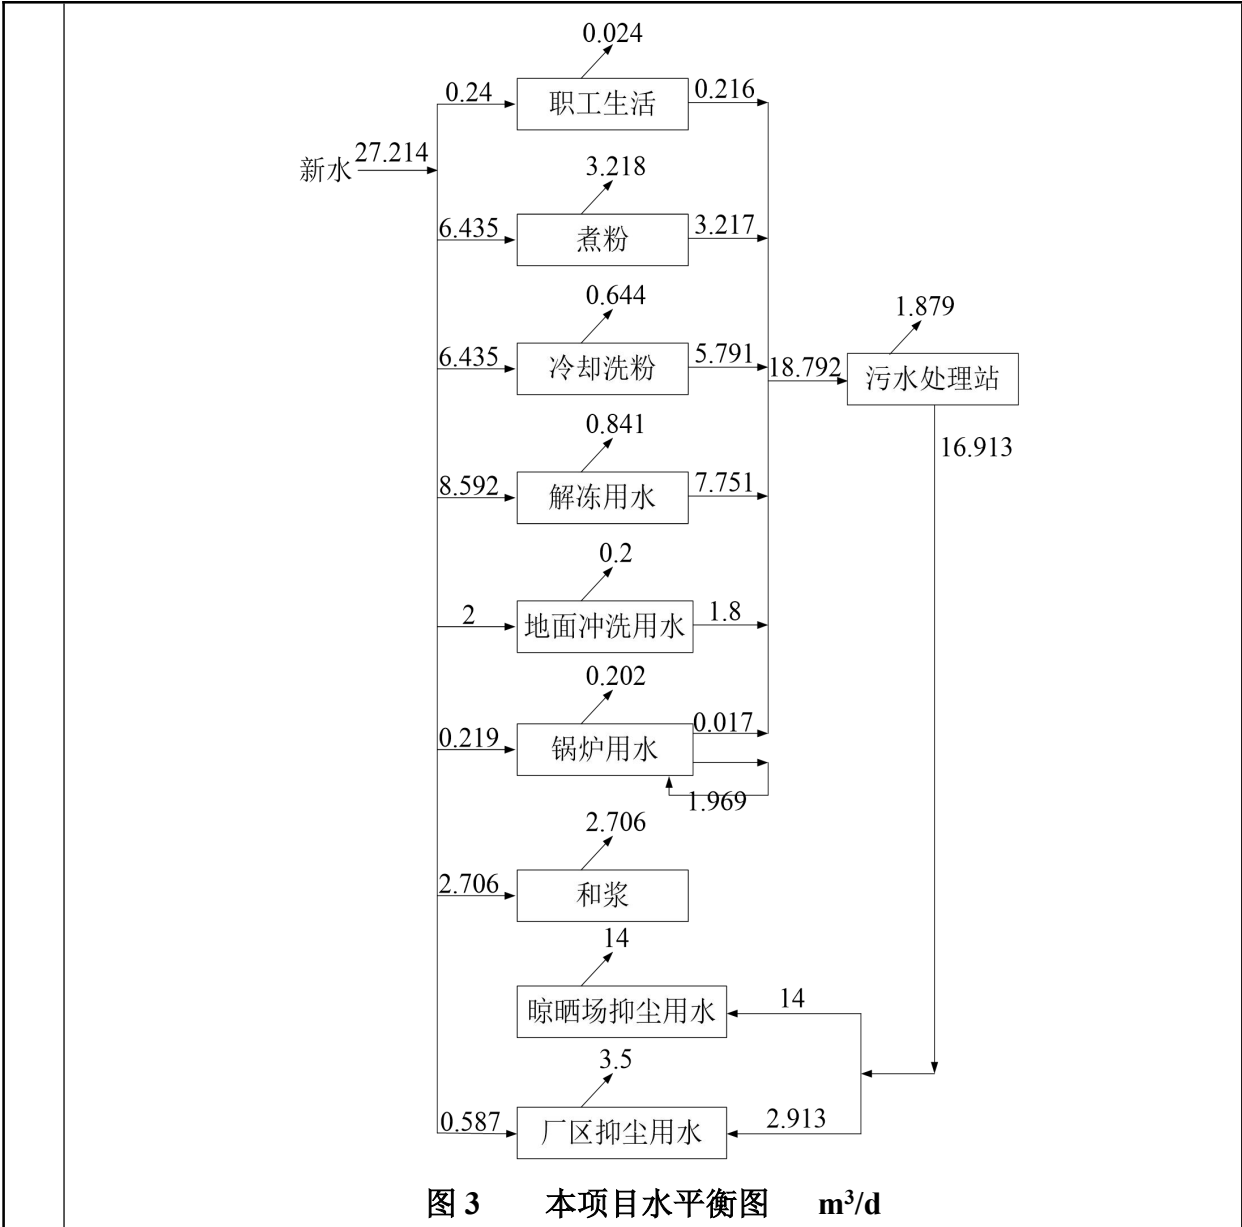 0.024
0.24
职工生活
0.216
新水
27.214
3.218
6.435
煮粉
3.217
0.644
6.435
冷却洗粉
5.791
18.792
1.879
污水处理站
0.841
8.592
解冻用水
7.751
16.913
0.2
2
地面冲洗用水
1.8
0.202
0.219
锅炉用水
0.017
1.969
2.706
2.706
和浆
14
晾晒场抑尘用水
14
3.5
0.587
厂区抑尘用水
2.913
图 3 本项目水平衡图 m³/d